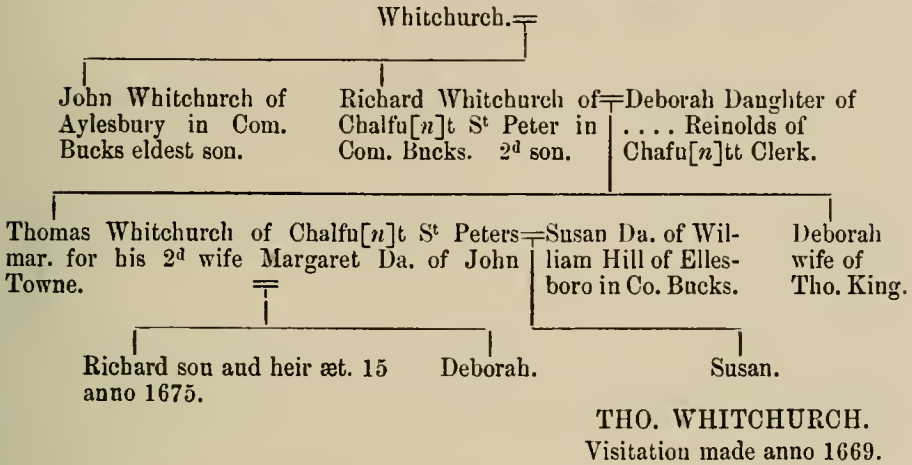 Whitchurch.
John Whitchurch of
Aylesbury in Com.
Bucks eldest son.
Richard Whitchurch of
Chalfu[n]t Sᵗ Peter in
Com. Bucks. 2ᵈ son.
Deborah Daughter of
.... Reinolds of
Chafu[n]tt Clerk.
Thomas Whitchurch of Chalfu[n]t Sᵗ Peters
mar. for his 2ᵈ wife Margaret Da. of John
Towne.
Susan Da. of Wil-
liam Hill of Elles-
boro in Co. Bucks.
Deborah
wife of
Tho. King.
Richard son and heir æt. 15
anno 1675.
Deborah.
Susan.
THO. WHITCHURCH.
Visitation made anno 1669.